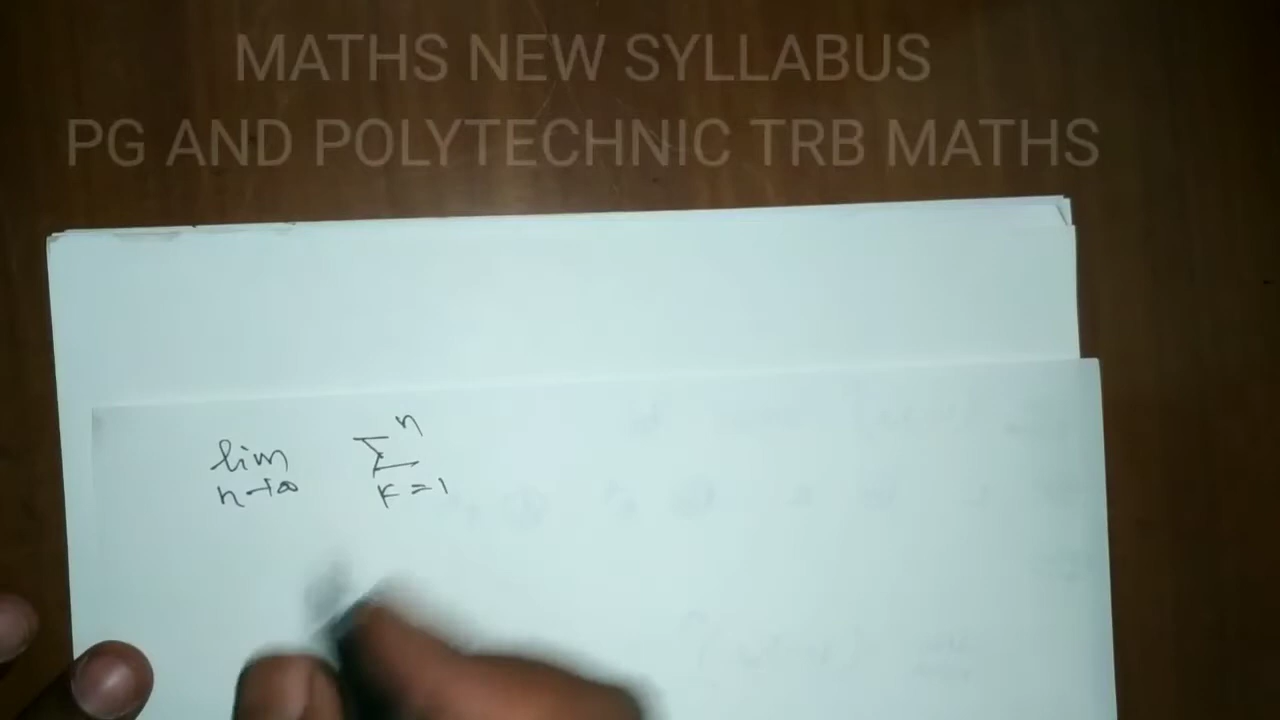 MATHS NEW SYLLABUS
PG AND POLYTECHNIC TRB MATHS
lim n→∞ Σ n k=1